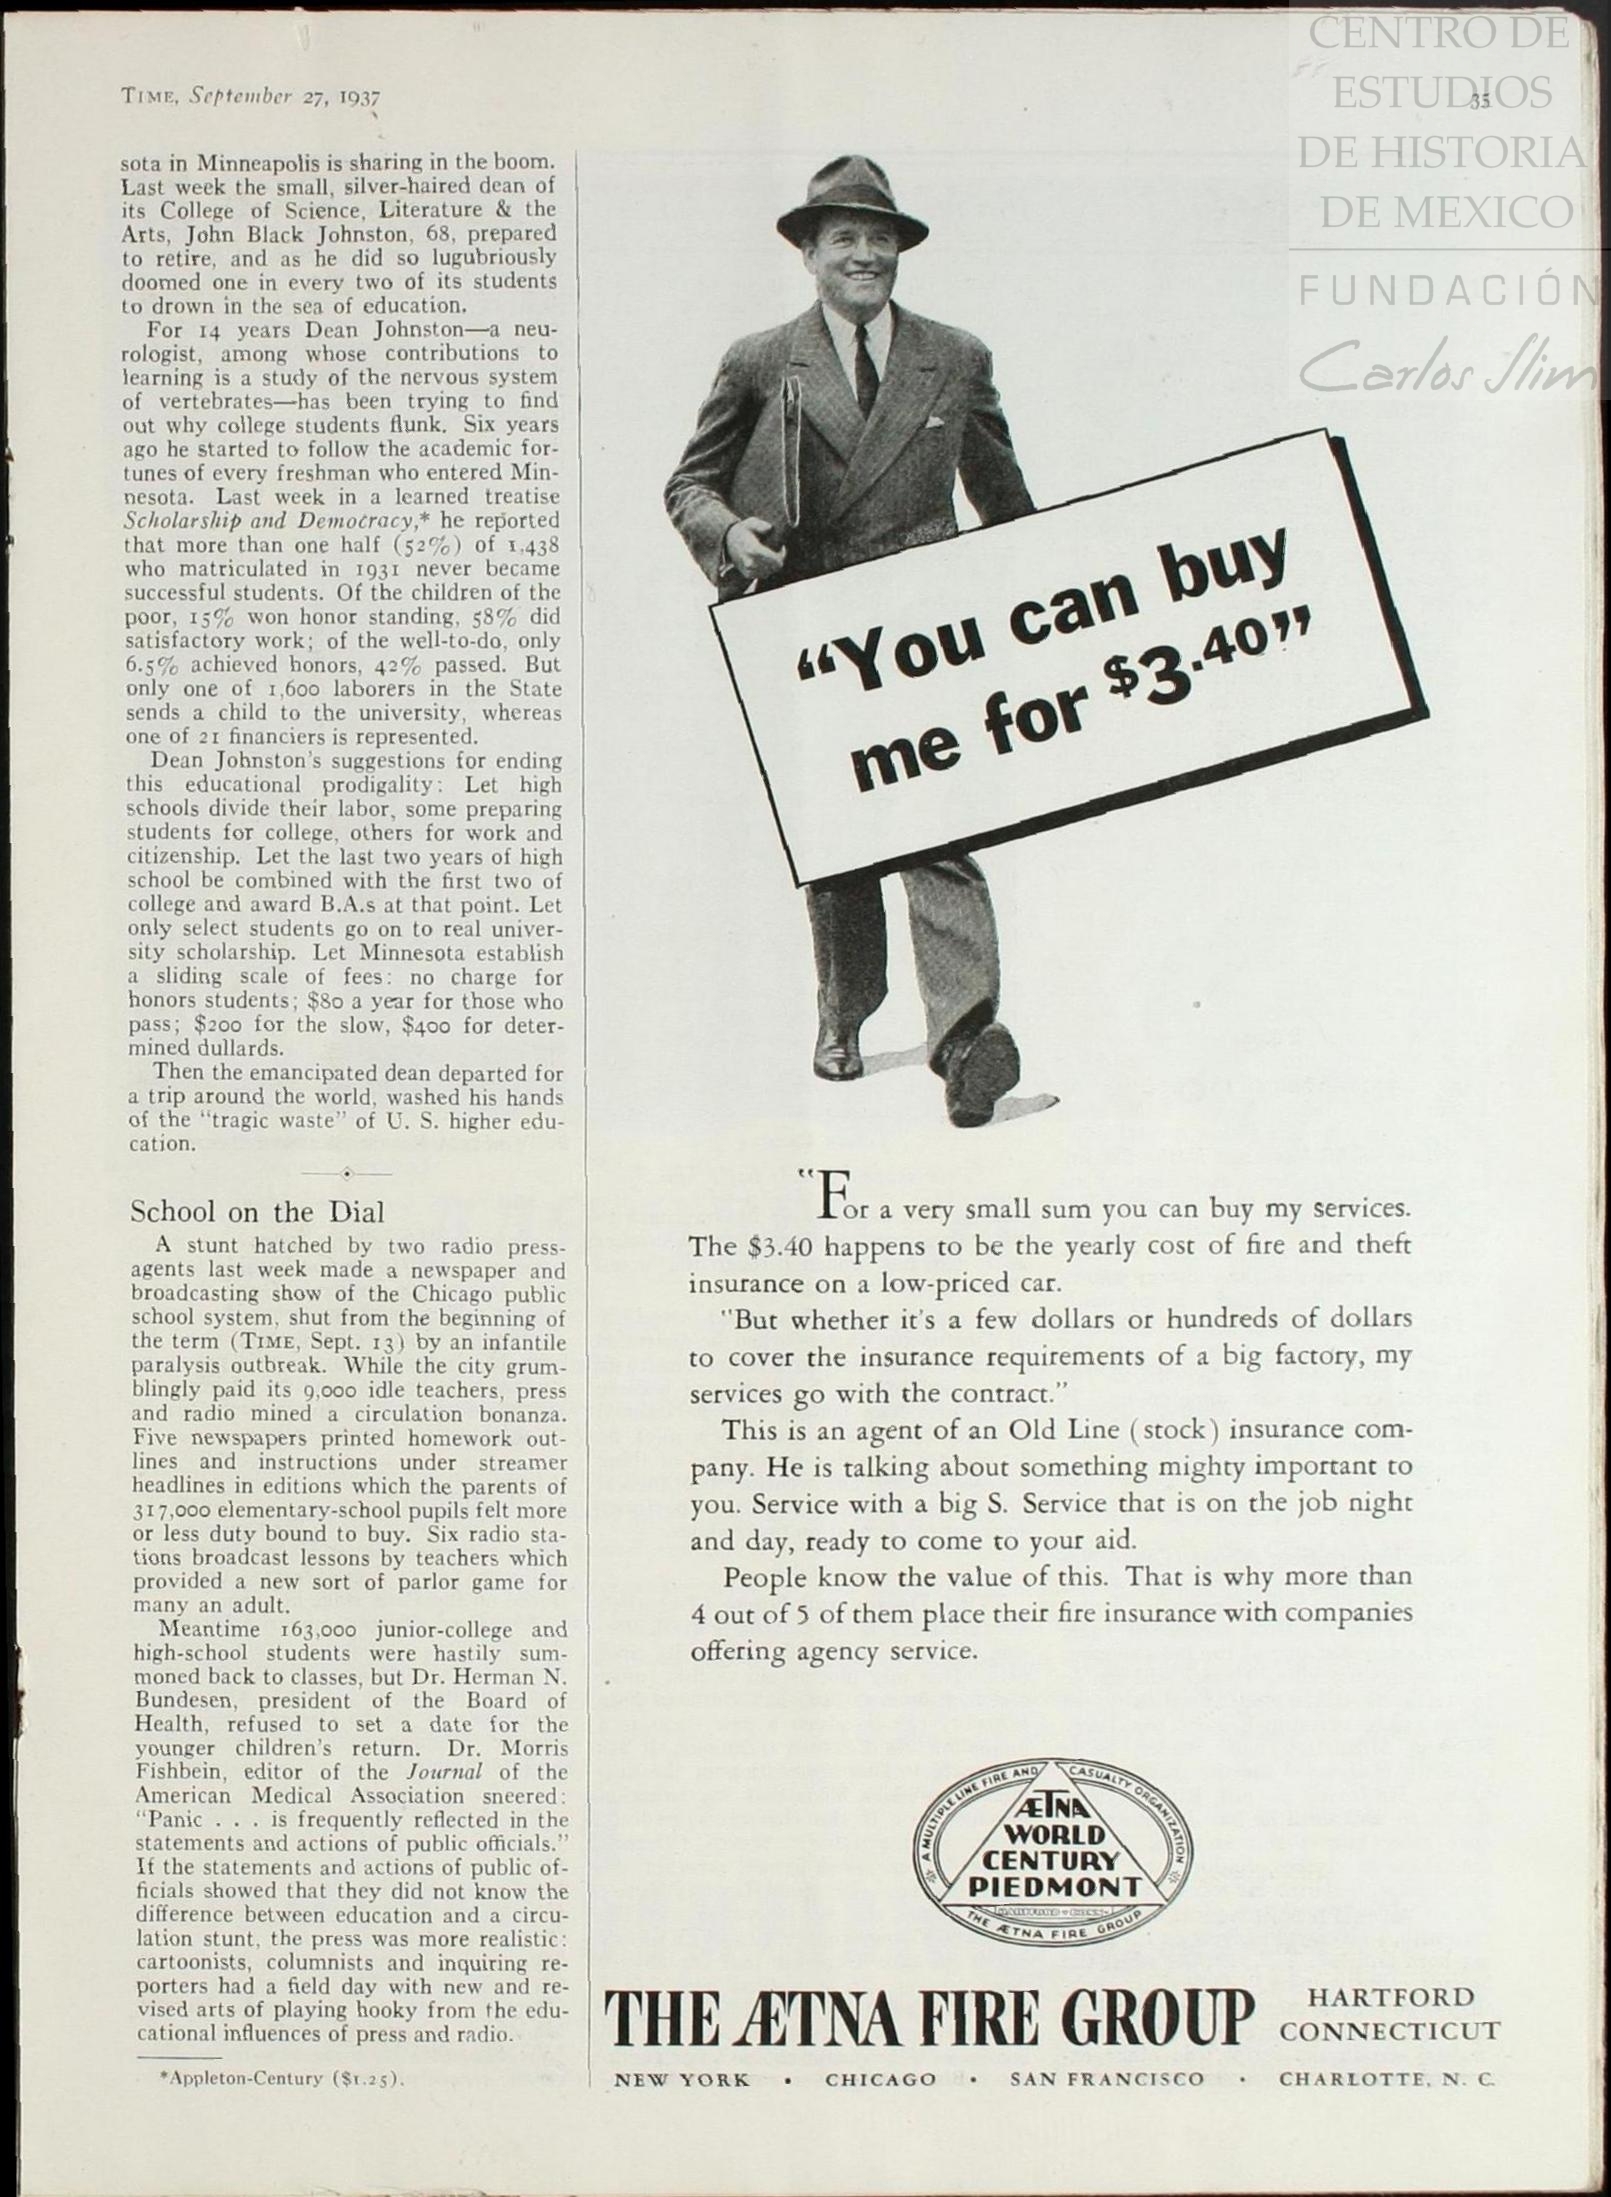 TIME, September 27, 1937
35
CENTRO DE
ESTUDIOS
DE HISTORIA
DE MEXICO
FUNDACIÓN
Carlos Slim
sota in Minneapolis is sharing in the boom.
Last week the small, silver-haired dean of
its College of Science, Literature & the
Arts, John Black Johnston, 68, prepared
to retire, and as he did so lugubriously
doomed one in every two of its students
to drown in the sea of education.
For 14 years Dean Johnston—a neu-
rologist, among whose contributions to
learning is a study of the nervous system
of vertebrates—has been trying to find
out why college students flunk. Six years
ago he started to follow the academic for-
tunes of every freshman who entered Min-
nesota. Last week in a learned treatise
Scholarship and Democracy,* he reported
that more than one half (52%) of 1,438
who matriculated in 1931 never became
successful students. Of the children of the
poor, 15% won honor standing, 58% did
satisfactory work; of the well-to-do, only
6.5% achieved honors, 42% passed. But
only one of 1,600 laborers in the State
sends a child to the university, whereas
one of 21 financiers is represented.
Dean Johnston's suggestions for ending
this educational prodigality: Let high
schools divide their labor, some preparing
students for college, others for work and
citizenship. Let the last two years of high
school be combined with the first two of
college and award B.A.s at that point. Let
only select students go on to real univer-
sity scholarship. Let Minnesota establish
a sliding scale of fees: no charge for
honors students; $80 a year for those who
pass; $200 for the slow, $400 for deter-
mined dullards.
Then the emancipated dean departed for
a trip around the world, washed his hands
of the "tragic waste" of U. S. higher edu-
cation.
School on the Dial
A stunt hatched by two radio press-
agents last week made a newspaper and
broadcasting show of the Chicago public
school system, shut from the beginning of
the term (TIME, Sept. 13) by an infantile
paralysis outbreak. While the city grum-
blingly paid its 9,000 idle teachers, press
and radio mined a circulation bonanza.
Five newspapers printed homework out-
lines and instructions under streamer
headlines in editions which the parents of
317,000 elementary-school pupils felt more
or less duty bound to buy. Six radio sta-
tions broadcast lessons by teachers which
provided a new sort of parlor game for
many an adult.
Meantime 163,000 junior-college and
high-school students were hastily sum-
moned back to classes, but Dr. Herman N.
Bundesen, president of the Board of
Health, refused to set a date for the
younger children's return. Dr. Morris
Fishbein, editor of the Journal of the
American Medical Association sneered:
"Panic . . . is frequently reflected in the
statements and actions of public officials."
If the statements and actions of public of-
ficials showed that they did not know the
difference between education and a circu-
lation stunt, the press was more realistic:
cartoonists, columnists and inquiring re-
porters had a field day with new and re-
vised arts of playing hooky from the edu-
cational influences of press and radio.
*Appleton-Century ($1.25).
"You can buy
me for $3.40"
"For a very small sum you can buy my services.
The $3.40 happens to be the yearly cost of fire and theft
insurance on a low-priced car.
"But whether it's a few dollars or hundreds of dollars
to cover the insurance requirements of a big factory, my
services go with the contract."
This is an agent of an Old Line (stock) insurance com-
pany. He is talking about something mighty important to
you. Service with a big S. Service that is on the job night
and day, ready to come to your aid.
People know the value of this. That is why more than
4 out of 5 of them place their fire insurance with companies
offering agency service.
A MULTIPLE LINE FIRE AND CASUALTY ORGANIZATION
ÆTNA
WORLD
CENTURY
PIEDMONT
HARTFORD • CONN.
THE ÆTNA FIRE GROUP
THE ÆTNA FIRE GROUP
HARTFORD
CONNECTICUT
NEW YORK • CHICAGO • SAN FRANCISCO • CHARLOTTE, N. C.